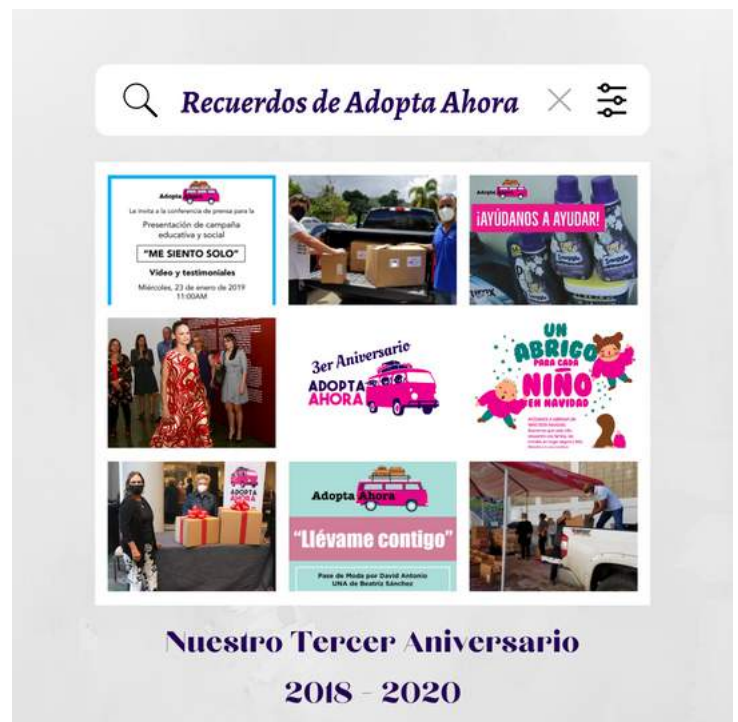 Recuerdos de Adopta Ahora
Adopta Ahora
Le invita a la conferencia de prensa para la
Presentación de campaña
educativa y social
"ME SIENTO SOLO"
Video y testimoniales
Miércoles, 23 de enero de 2019
11:00AM
Adopta Ahora
¡AYÚDANOS A AYUDAR!
Snuggle
3er Aniversario
ADOPTA
AHORA
UN
ABRIGO
PARA CADA
NIÑO
EN NAVIDAD
ADOPTA
AHORA
Adopta Ahora
"Llévame contigo"
Pase de Moda por David Antonio
UNA de Beatriz Sánchez
Nuestro Tercer Aniversario
2018 - 2020